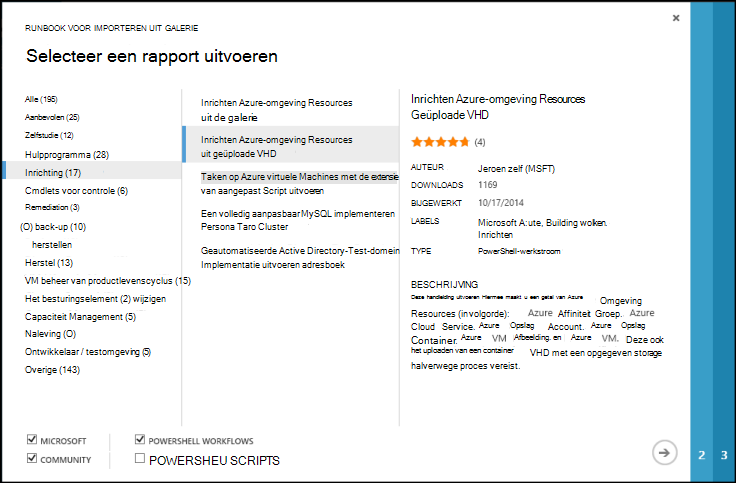 RUNBOOK VOOR IMPORTEREN UIT GALERIE
Selecteer een rapport uitvoeren
Alle (195)
Aanbevolen (25)
Zelfstudie (12)
Hulpprogramma (28)
Inrichting (17)
Cmdlets voor controle (6)
Remediation (3)
(O) back-up (10)
herstellen
Herstel (13)
VM beheer van productlevenscyclus (15)
Het besturingselement (2) wijzigen
Capaciteit Management (5)
Naleving (O)
Ontwikkelaar / testomgeving (5)
Overige (143)
Inrichten Azure-omgeving Resources
uit de galerie
Inrichten Azure-omgeving Resources
uit geüploade VHD
Taken op Azure virtuele Machines met de extensie
van aangepast Script uitvoeren
Een volledig aanpasbaar MySQL implementeren
Persona Taro Cluster
Geautomatiseerde Active Directory-Test-domein
Implementatie uitvoeren adresboek
Inrichten Azure-omgeving Resources
Geüploade VHD
(4)
AUTEUR Jeroen zelf (MSFT)
DOWNLOADS 1169
BIJGEWERKT 10/17/2014
LABELS Microsoft A:ute, Building wolken.
Inrichten
TYPE PowerShell-werkstroom
BESCHRIJVING
Deze handleiding uitvoeren Hiermee maakt u een getal van Azure Omgeving
Resources (involgorde): Azure Affiniteit Groep. Azure
Cloud Service. Azure Opslag Account. Azure Opslag
Container. Azure VM Afbeelding, en Azure VM. Deze ook
het uploaden van een container VHD met een opgegeven storage
halverwege proces vereist.
MICROSOFT
POWERSHELL WORKFLOWS
COMMUNITY
POWERSHEU SCRIPTS
2 3